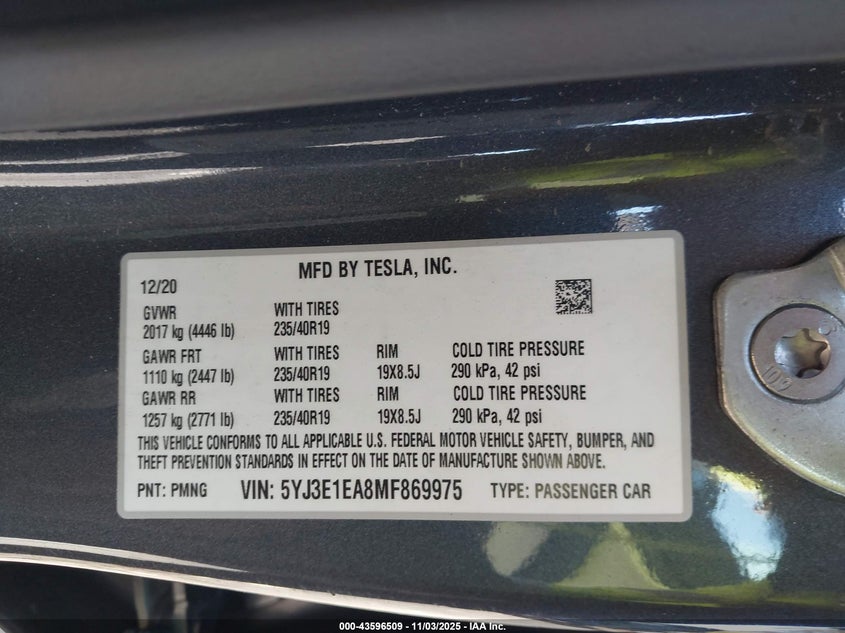 MFD BY TESLA, INC.
12/20
GVWR WITH TIRES
2017 kg (4446 lb) 235/40R19
GAWR FRT WITH TIRES RIM COLD TIRE PRESSURE
1110 kg (2447 lb) 235/40R19 19X8.5J 290 kPa, 42 psi
GAWR RR WITH TIRES RIM COLD TIRE PRESSURE
1257 kg (2771 lb) 235/40R19 19X8.5J 290 kPa, 42 psi
THIS VEHICLE CONFORMS TO ALL APPLICABLE U.S. FEDERAL MOTOR VEHICLE SAFETY, BUMPER, AND
THEFT PREVENTION STANDARDS IN EFFECT ON THE DATE OF MANUFACTURE SHOWN ABOVE.
PNT: PMNG VIN: 5YJ3E1EA8MF869975 TYPE: PASSENGER CAR
000-43596509 - 11/03/2025 - IAA Inc.